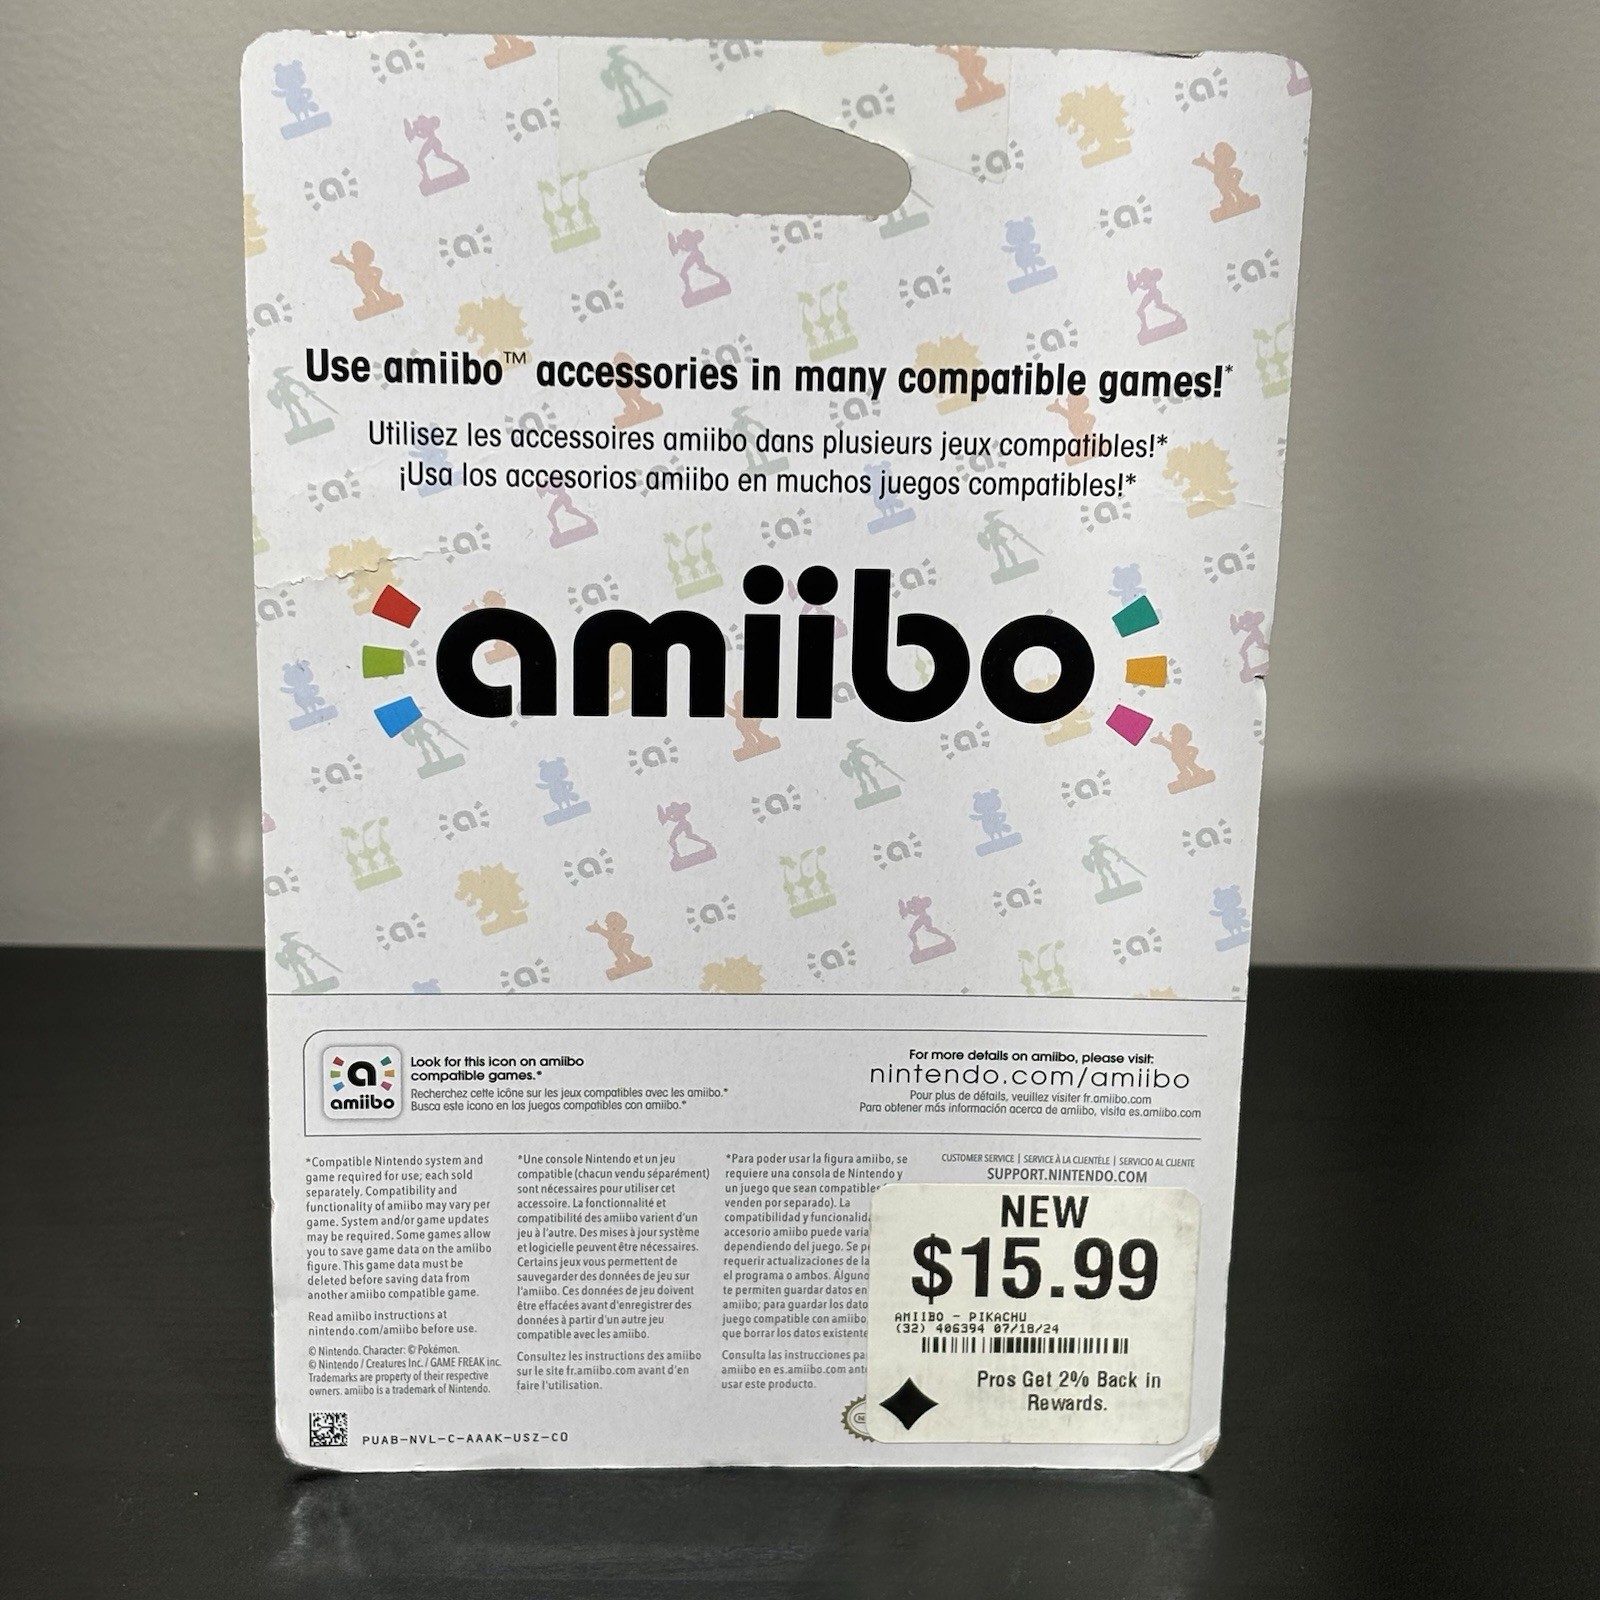 Use amiibo™ accessories in many compatible games!*
Utilisez les accessoires amiibo dans plusieurs jeux compatibles!*
¡Usa los accesorios amiibo en muchos juegos compatibles!*
amiibo
a
amiibo
Look for this icon on amiibo
compatible games.*
Recherchez cette icône sur les jeux compatibles avec les amiibo.*
Busca este icono en los juegos compatibles con amiibo.*
For more details on amiibo, please visit:
nintendo.com/amiibo
Pour plus de détails, veuillez visiter fr.amiibo.com
Para obtener más información acerca de amiibo, visita es.amiibo.com
*Compatible Nintendo system and
game required for use; each sold
separately. Compatibility and
functionality of amiibo may vary per
game. System and/or game updates
may be required. Some games allow
you to save game data on the amiibo
figure. This game data must be
deleted before saving data from
another amiibo compatible game.
Read amiibo instructions at
nintendo.com/amiibo before use.
© Nintendo. Character: © Pokémon.
© Nintendo / Creatures Inc. / GAME FREAK inc.
Trademarks are property of their respective
owners. amiibo is a trademark of Nintendo.
PUAB-NVL-C-AAAK-USZ-C0
*Une console Nintendo et un jeu
compatible (chacun vendu séparément)
sont nécessaires pour utiliser cet
accessoire. La fonctionnalité et
compatibilité des amiibo varient d'un
jeu à l'autre. Des mises à jour système
et logicielle peuvent être nécessaires.
Certains jeux vous permettent de
sauvegarder des données de jeu sur
l'amiibo. Ces données de jeu doivent
être effacées avant d'enregistrer des
données à partir d'un autre jeu
compatible avec les amiibo.
Consultez les instructions des amiibo
sur le site fr.amiibo.com avant d'en
faire l'utilisation.
*Para poder usar la figura amiibo, se
requiere una consola de Nintendo y
un juego que sean compatibles
venden por separado). La
compatibilidad y funcionalid
accesorio amiibo puede varia
dependiendo del juego. Se p
requerir actualizaciones de la
el programa o ambos. Alguno
te permiten guardar datos en
amiibo; para guardar los dato
juego compatible con amiibo,
que borrar los datos existente
Consulta las instrucciones pa
amiibo en es.amiibo.com ant
usar este producto.
CUSTOMER SERVICE | SERVICE À LA CLIENTÈLE | SERVICIO AL CLIENTE
SUPPORT.NINTENDO.COM
NEW
$15.99
AMIIBO - PIKACHU
(32) 406394 07/18/24
Pros Get 2% Back in
Rewards.